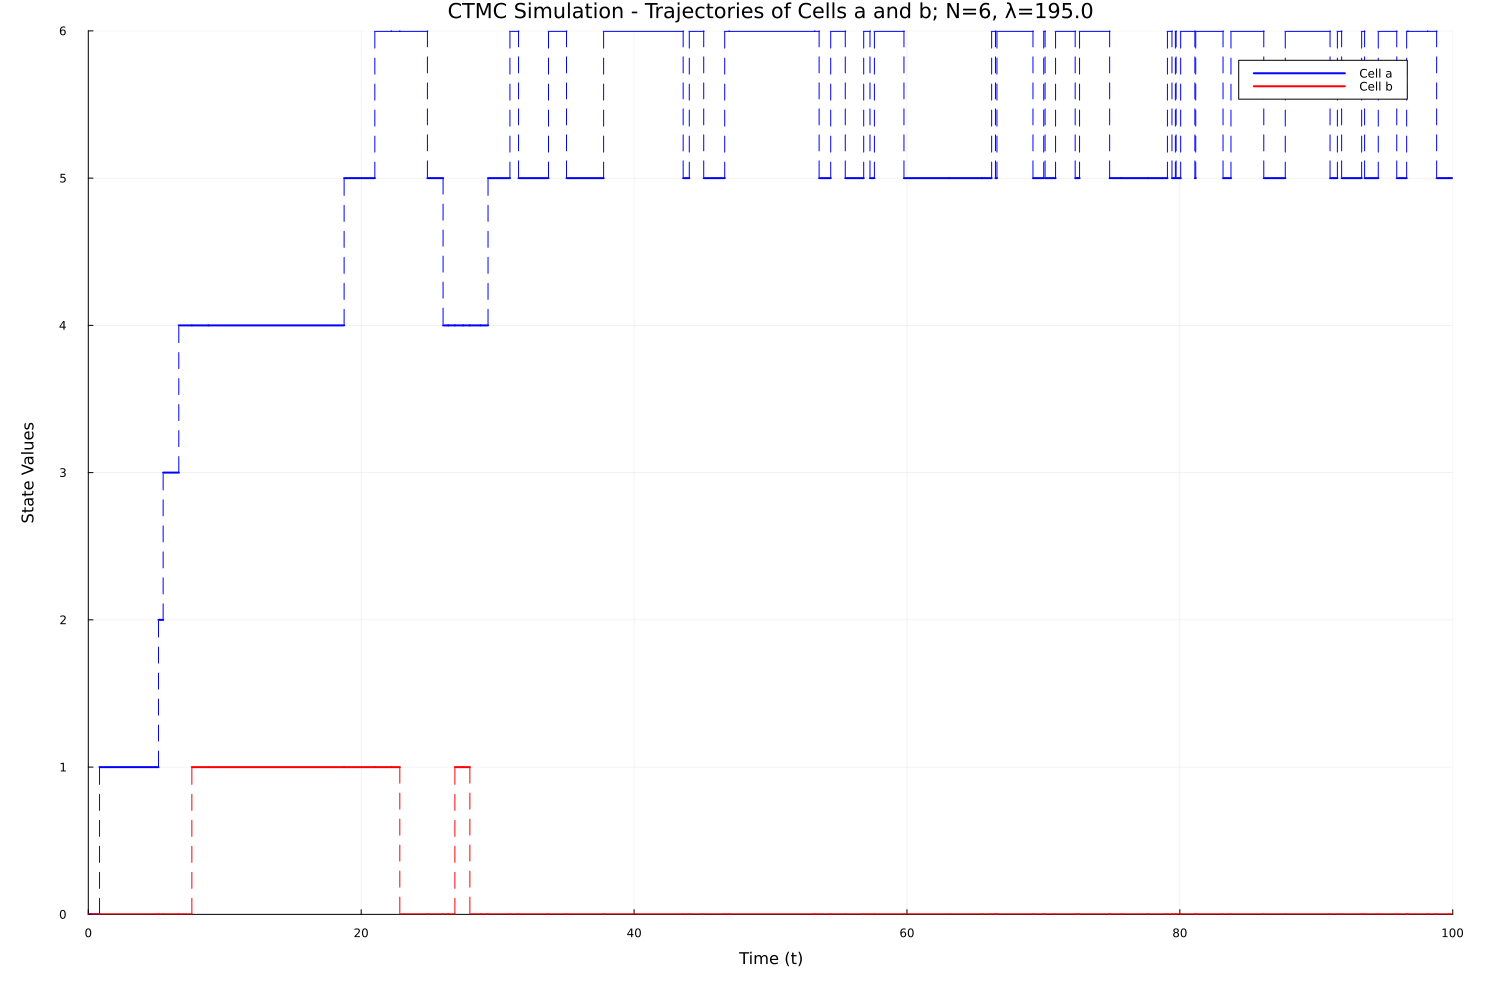 CTMC Simulation - Trajectories of Cells a and b; N=6, λ=195.0
6
Cell a
Cell b
5
4
State Values
3
2
1
0
0 20 40 60 80 100
Time (t)